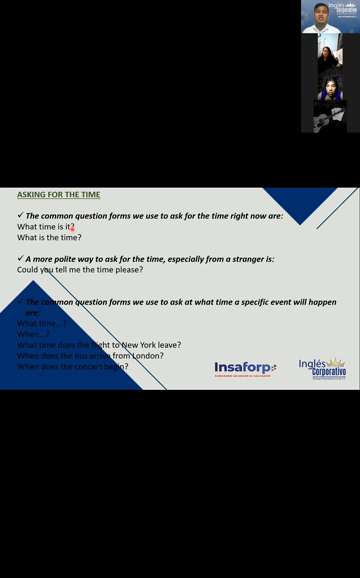 Inglés
Corporativo
ASKING FOR THE TIME
✓ The common question forms we use to ask for the time right now are:
What time is it?
What is the time?
✓ A more polite way to ask for the time, especially from a stranger is:
Could you tell me the time please?
✓ The common question forms we use to ask at what time a specific event will happen
are:
What time...?
When...?
What time does the flight to New York leave?
When does the bus arrive from London?
When does the concert begin?
Insaforp
Inglés
Corporativo